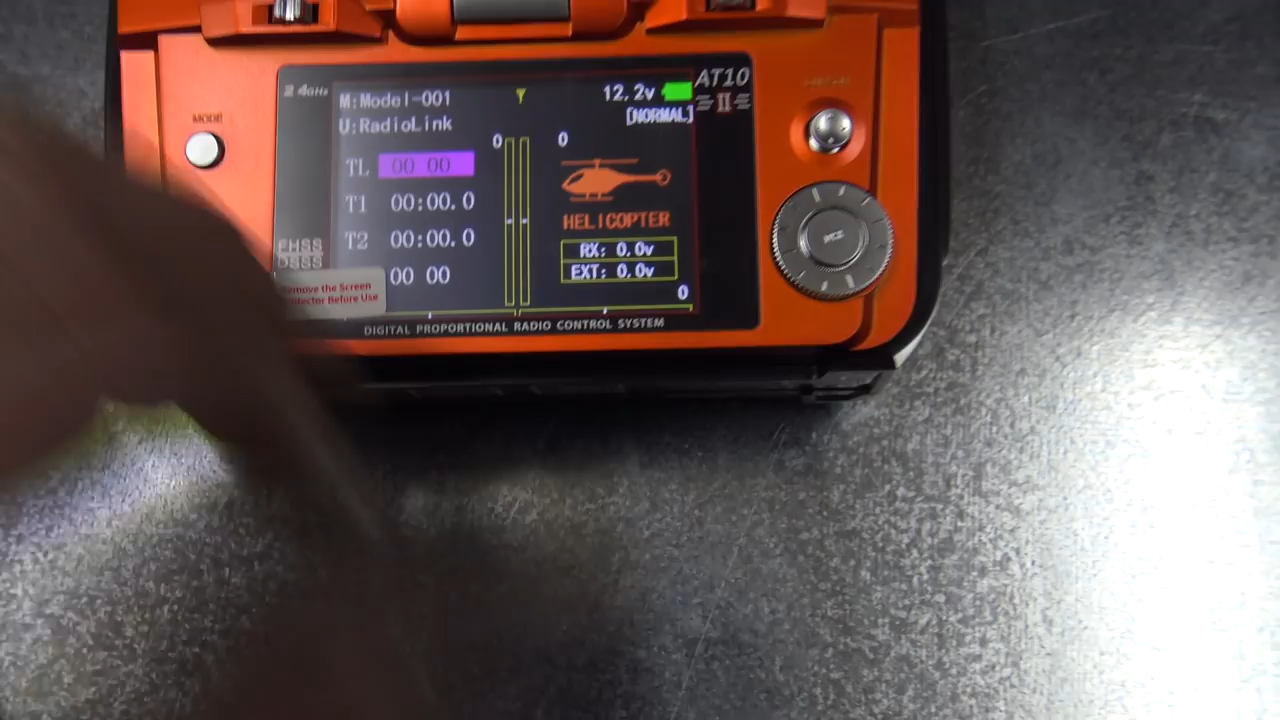 2.4GHz
AT10
II
M:Model-001
12.2v
U:RadioLink
[NORMAL]
MODE
0
0
TL 00 00
T1 00:00.0
HELICOPTER
T2 00:00.0
RX: 0.0v
FHSS
DSSS
EXT: 0.0v
00 00
0
move the Screen
tector Before Use
DIGITAL PROPORTIONAL RADIO CONTROL SYSTEM